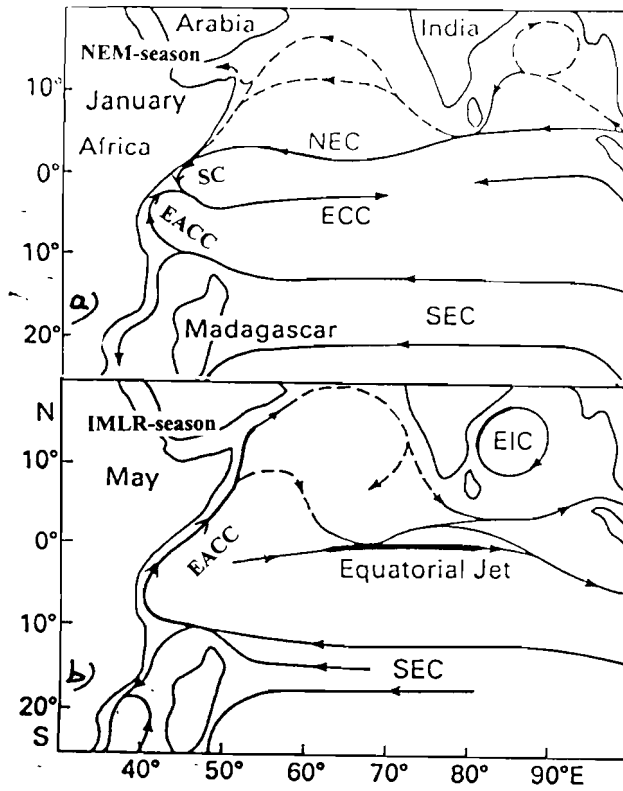 Arabia
India
NEM-season
10°
January
NEC
Africa
0°
SC
ECC
EACC
10°
a)
Madagascar
SEC
20°
N
IMLR-season
EIC
10°
May
EACC
0°
Equatorial Jet
10°
SEC
b)
20°
S
40° 50° 60° 70° 80° 90°E